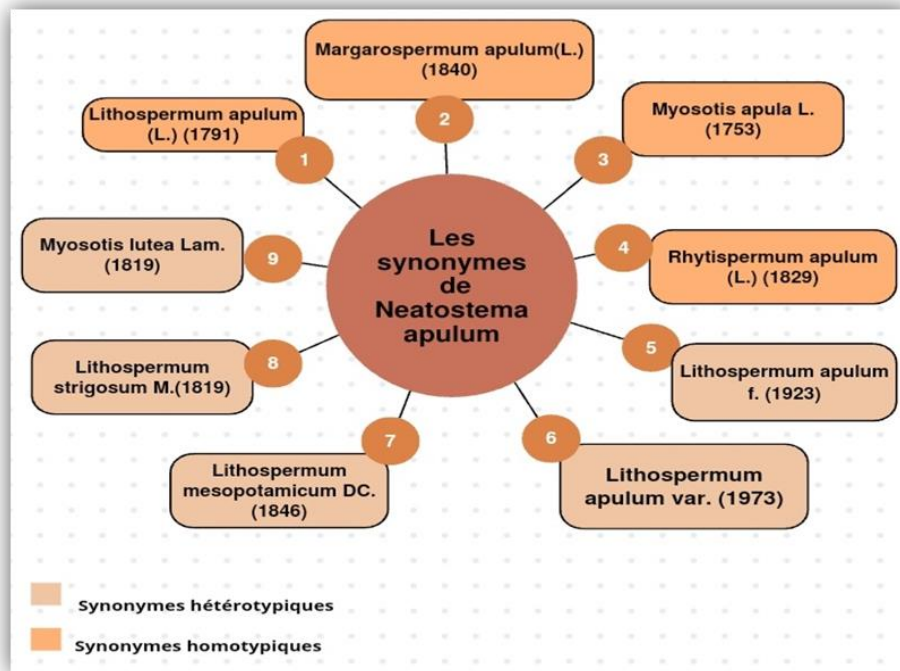 Margarospermum apulum(L.)
(1840)
2
Lithospermum apulum
(L.) (1791)
1
Myosotis apula L.
(1753)
3
Les
synonymes
de
Neatostema
apulum
Rhytispermum apulum
(L.) (1829)
4
Lithospermum apulum
f. (1923)
5
Lithospermum
apulum var. (1973)
6
Lithospermum
mesopotamicum DC.
(1846)
7
Lithospermum
strigosum M.(1819)
8
Myosotis lutea Lam.
(1819)
9
Synonymes hétérotypiques
Synonymes homotypiques